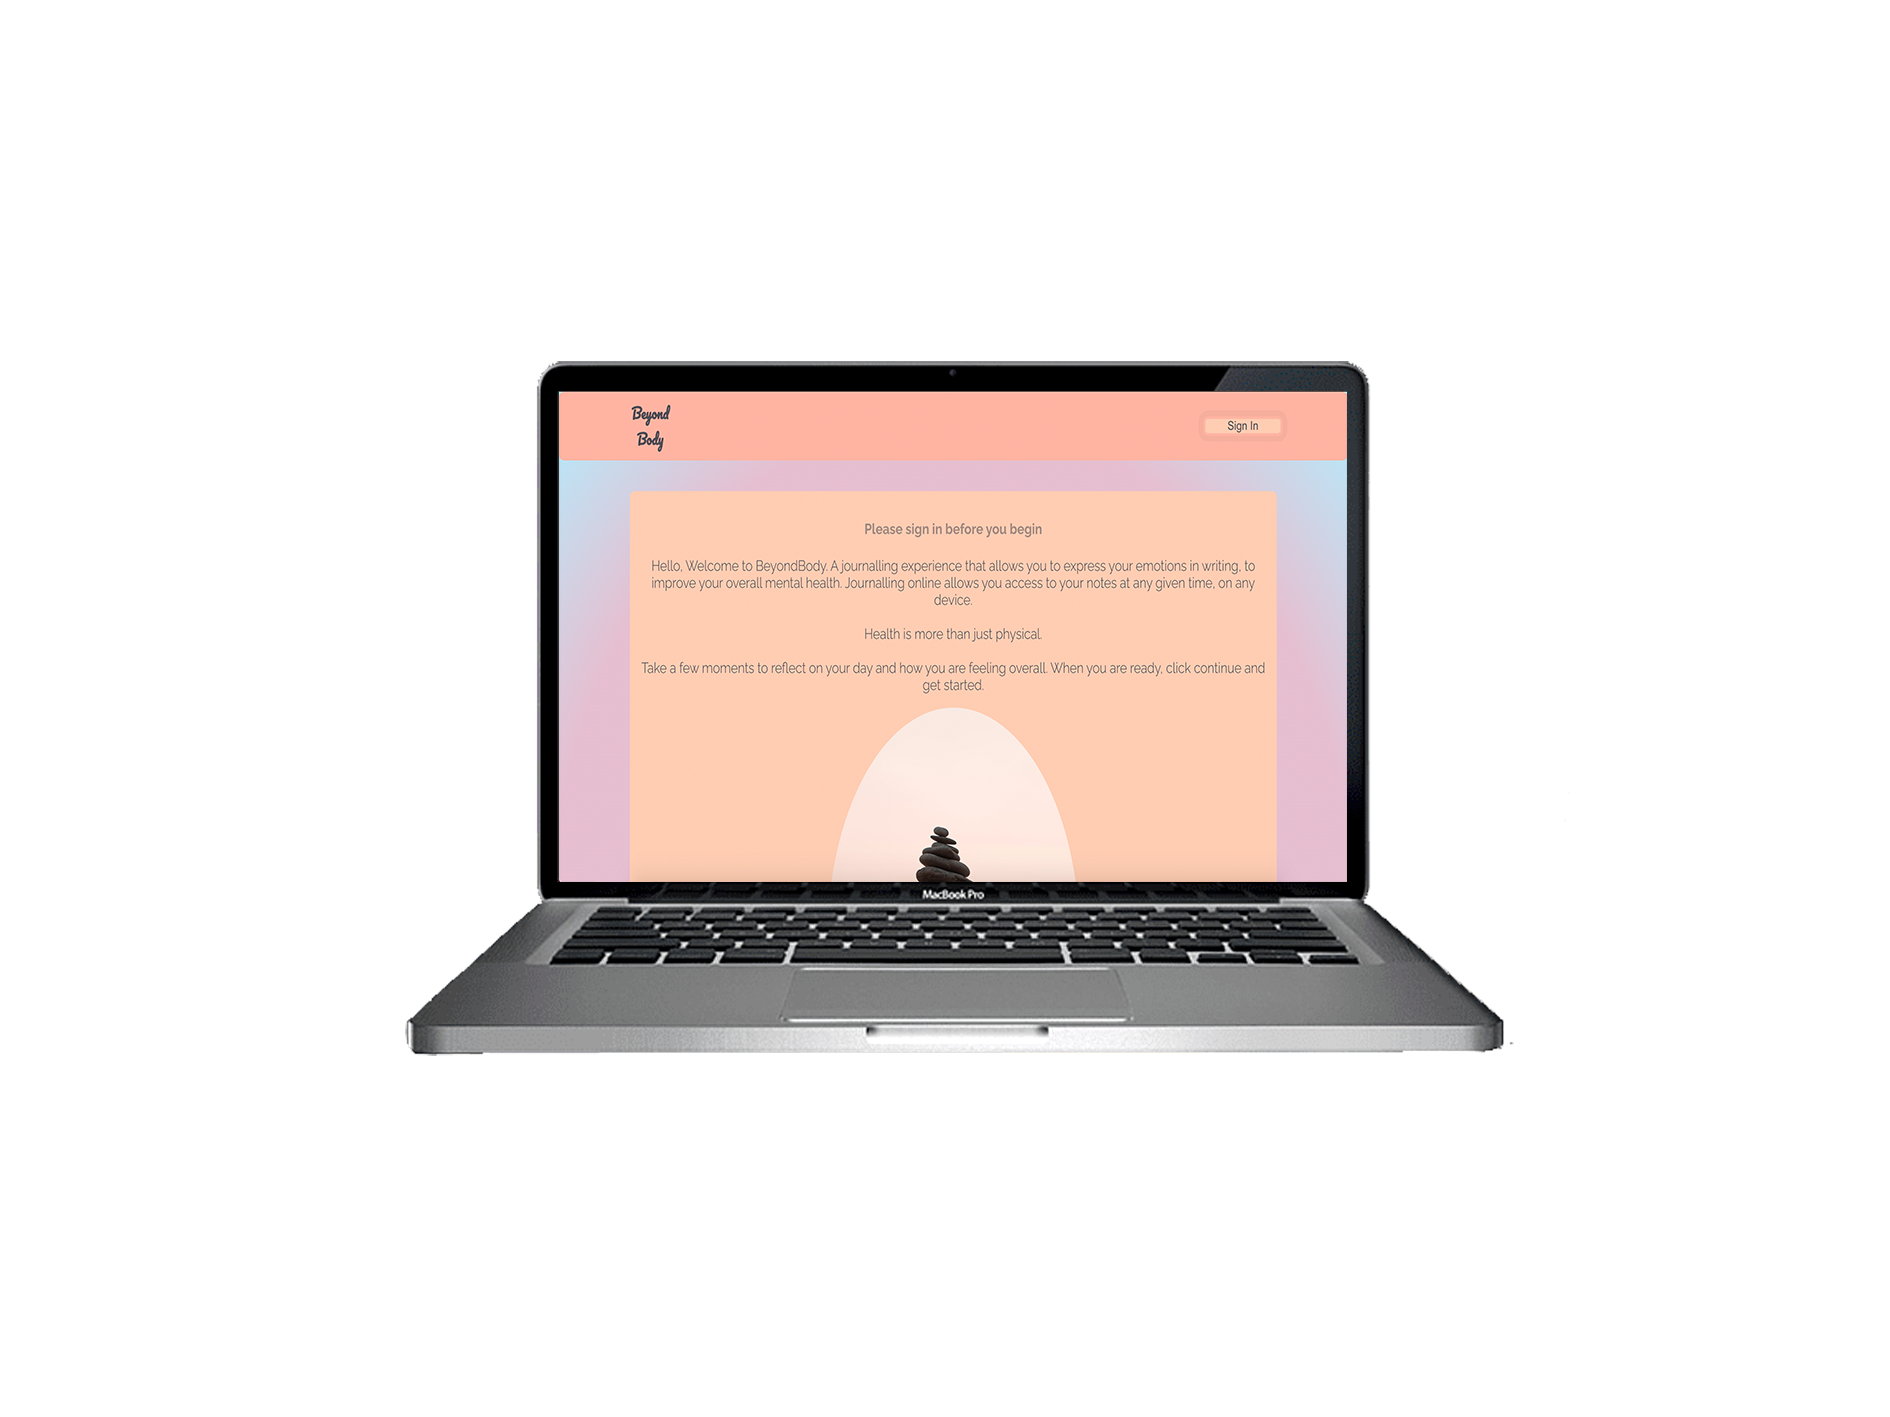 Beyond
Body
Sign In
Please sign in before you begin
Hello, Welcome to BeyondBody. A journalling experience that allows you to express your emotions in writing, to
improve your overall mental health. Journalling online allows you access to your notes at any given time, on any
device.
Health is more than just physical.
Take a few moments to reflect on your day and how you are feeling overall. When you are ready, click continue and
get started.
MacBook Pro